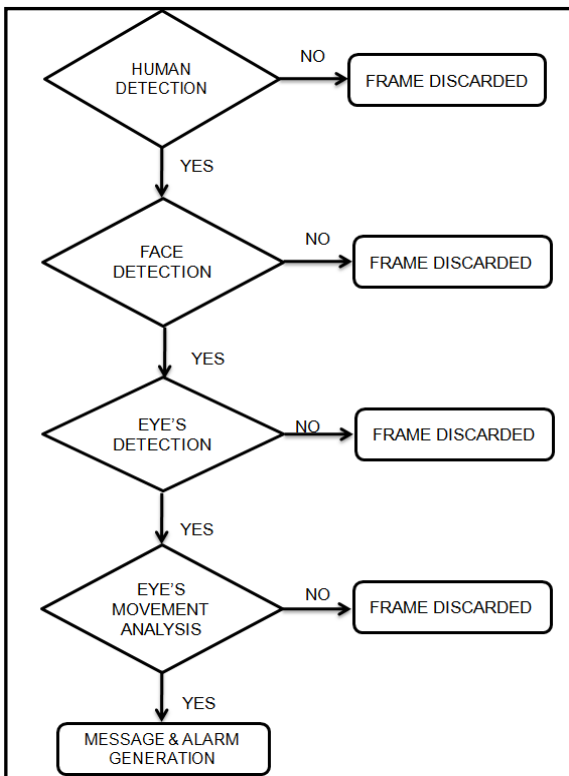 HUMAN
DETECTION
NO
FRAME DISCARDED
YES
FACE
DETECTION
NO
FRAME DISCARDED
YES
EYE'S
DETECTION
NO
FRAME DISCARDED
YES
EYE'S
MOVEMENT
ANALYSIS
NO
FRAME DISCARDED
YES
MESSAGE & ALARM
GENERATION